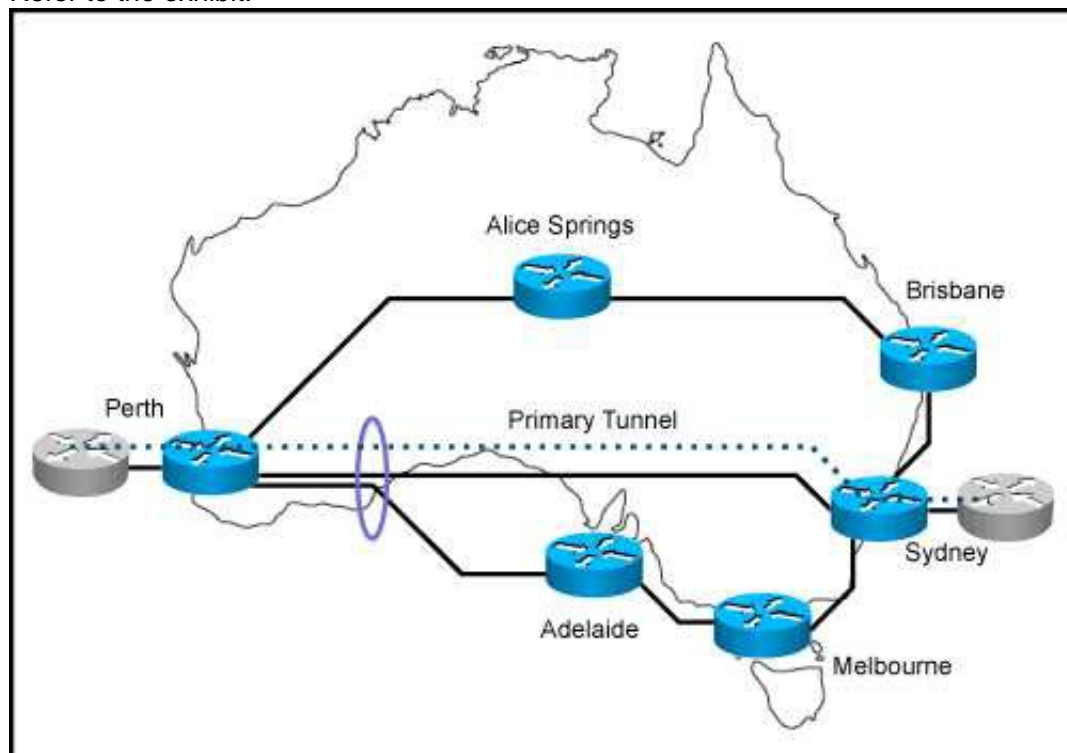 Refer to the exhibit.
Alice Springs
Brisbane
Perth
Primary Tunnel
Sydney
Adelaide
Melbourne